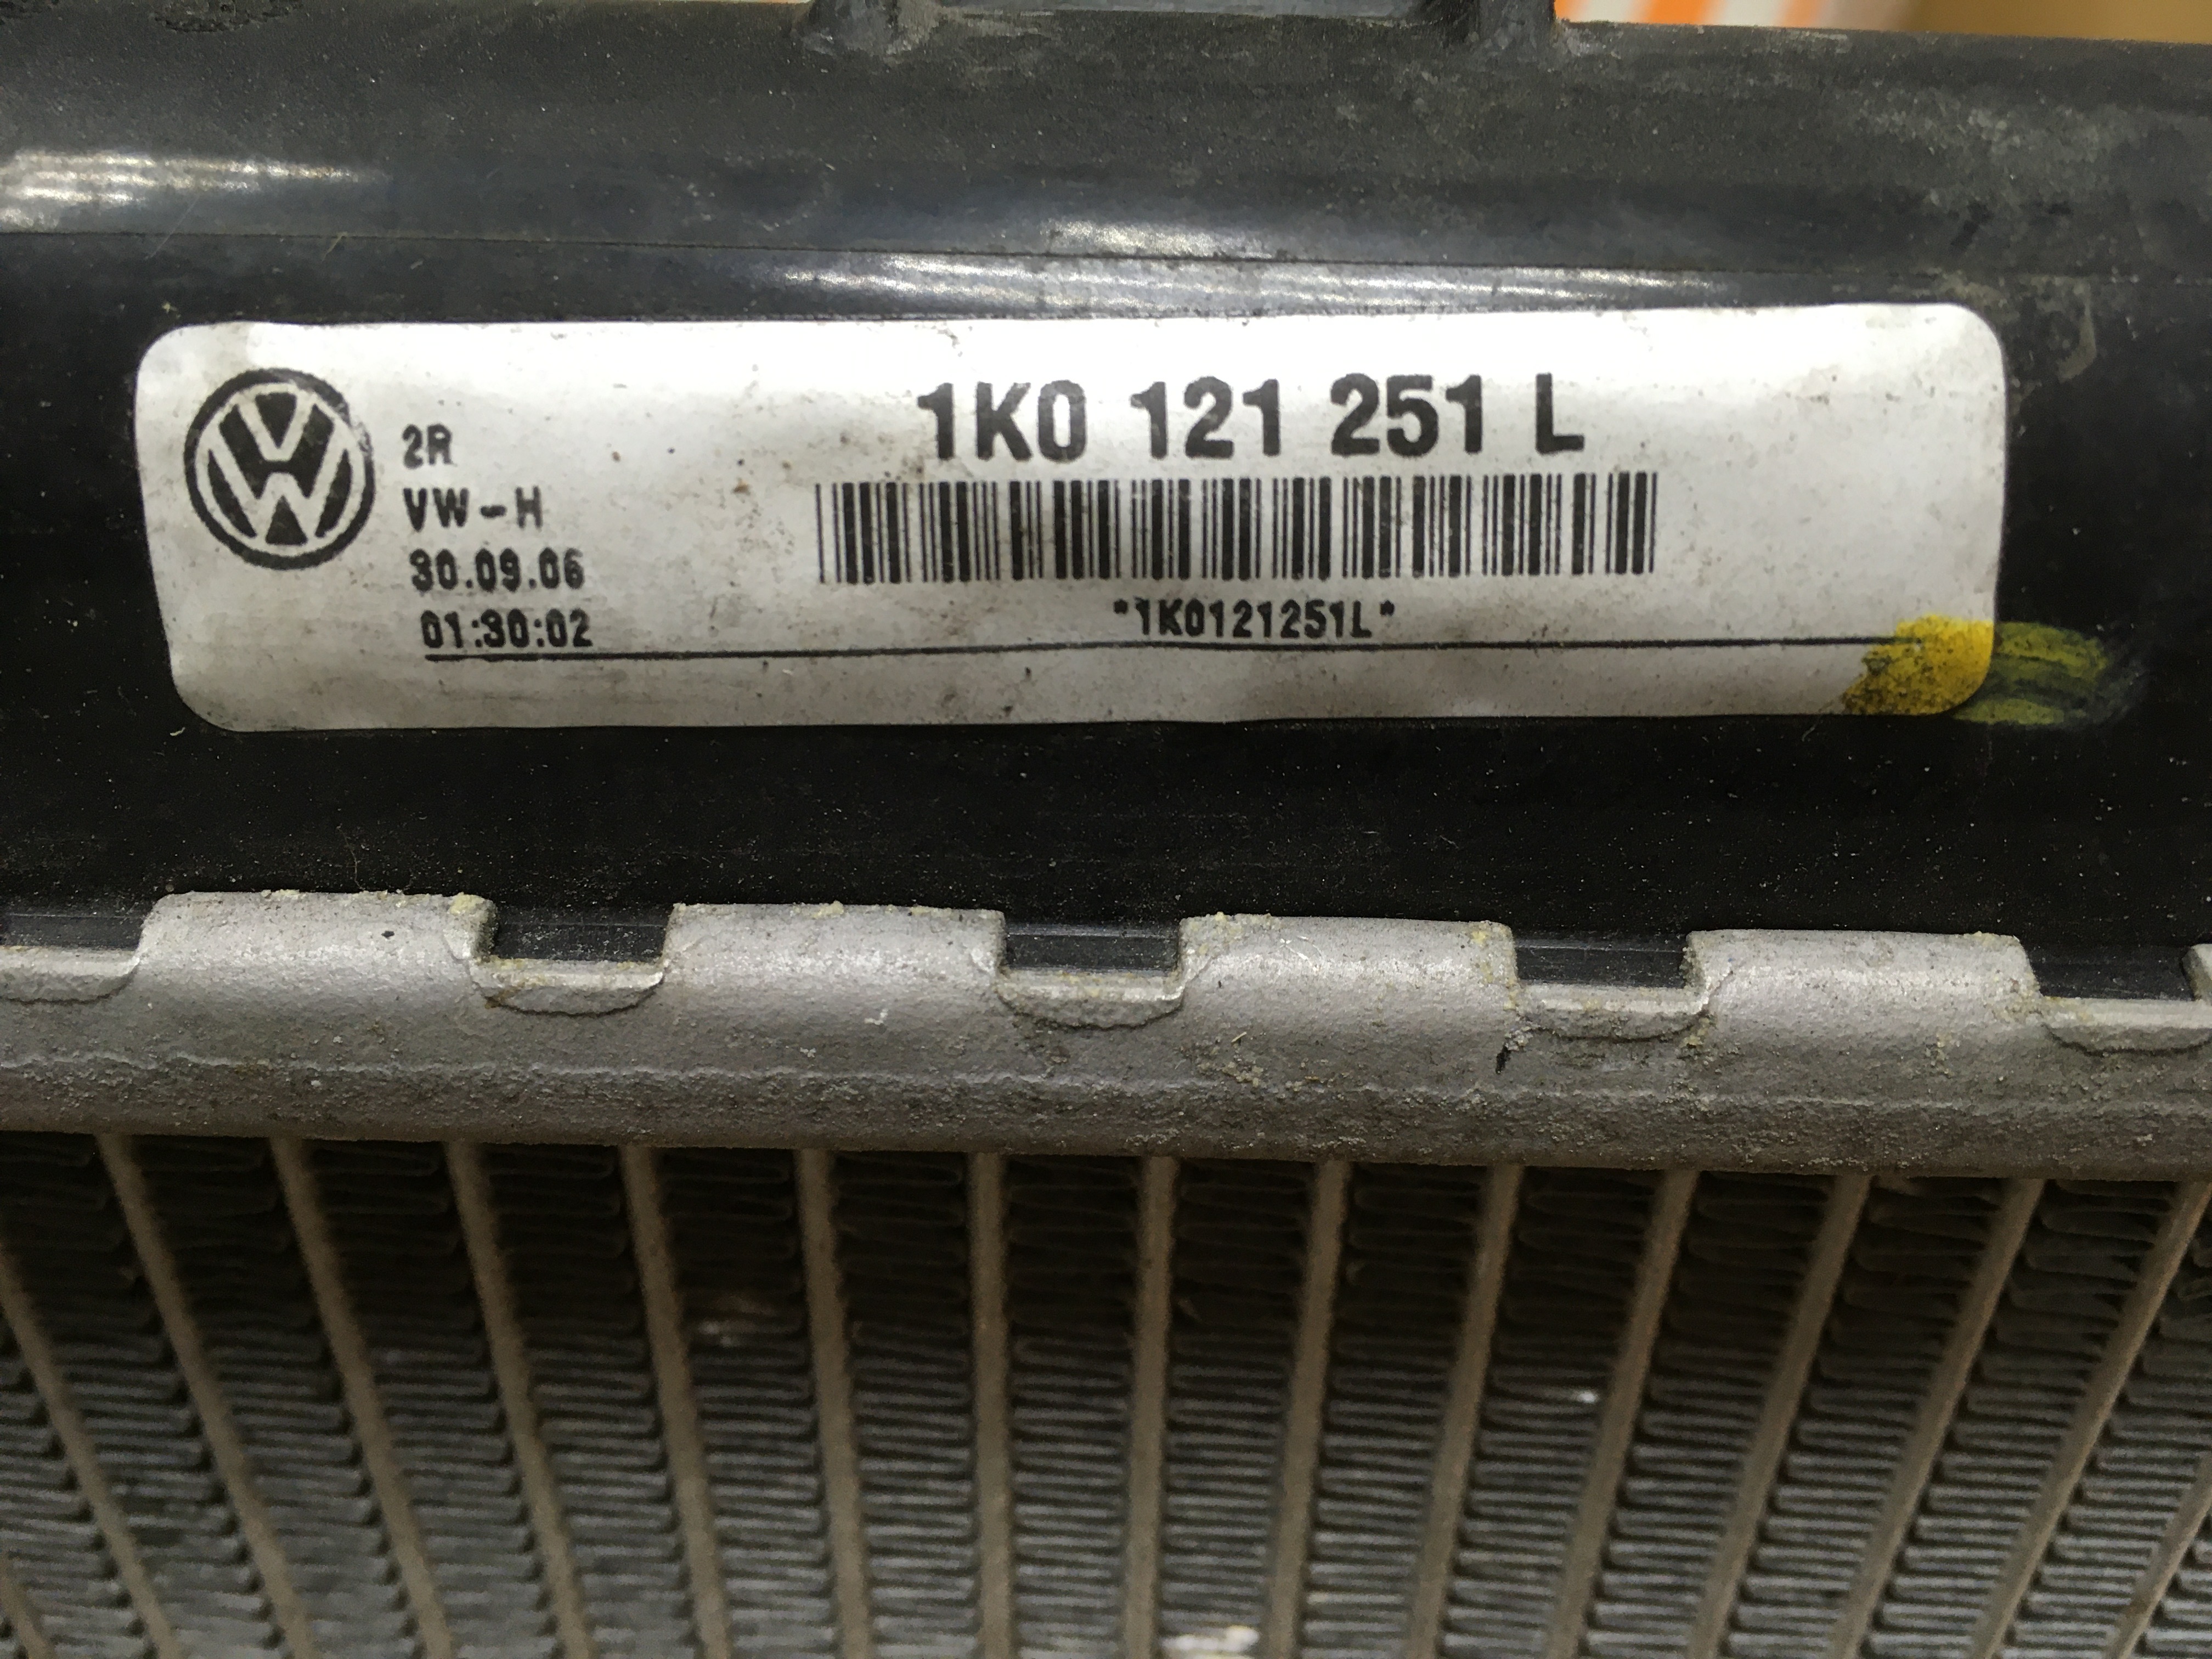 1K0 121 251 L
2R
VW-H
30.09.06
01:30:02
*1K0121251L*